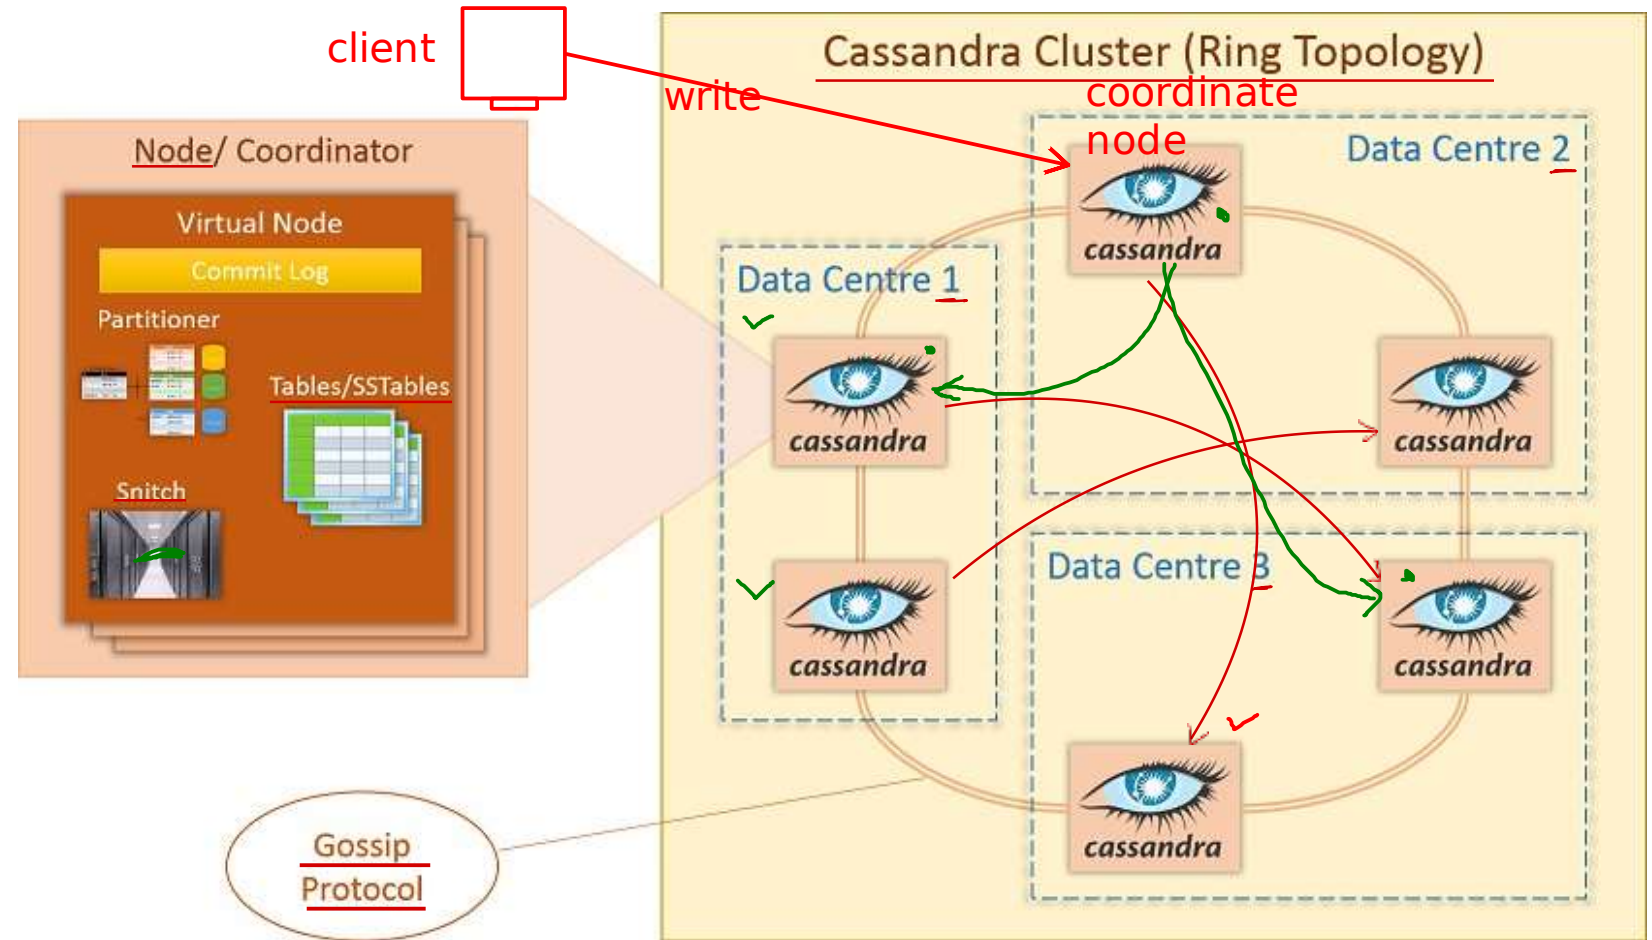 client
write
Cassandra Cluster (Ring Topology)
coordinate
node
Node/ Coordinator
Virtual Node
Commit Log
Partitioner
Tables/SSTables
Snitch
Data Centre 2
cassandra
Data Centre 1
cassandra
cassandra
cassandra
Data Centre 3
cassandra
cassandra
Gossip
Protocol